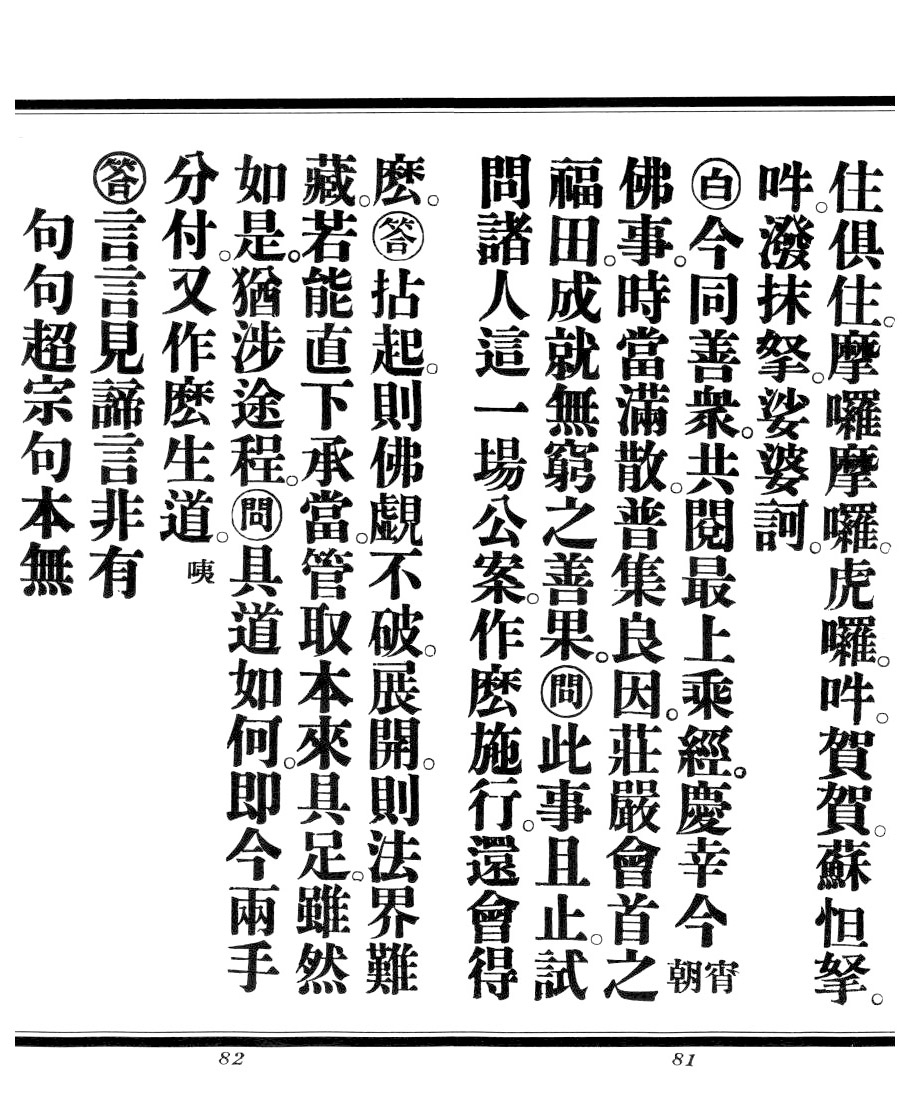 住俱住。摩囉摩囉。虎囉。吽。賀賀。蘇怛拏。
吽。潑抹拏。娑婆訶。
白今同善衆。共閱最上乘經。慶幸今宵朝
佛事。時當滿散。普集良因。莊嚴會首之
福田。成就無窮之善果。問此事且止。試
問諸人這一場公案。作麽施行。還會得
81
麽。答拈起。則佛覷不破。展開。則法界難
藏。若能直下承當。管取本來具足。雖然
如是。猶涉途程。問具道如何。即今兩手
分付。又作麽生道。咦
答言言見諦言非有
句句超宗句本無
82